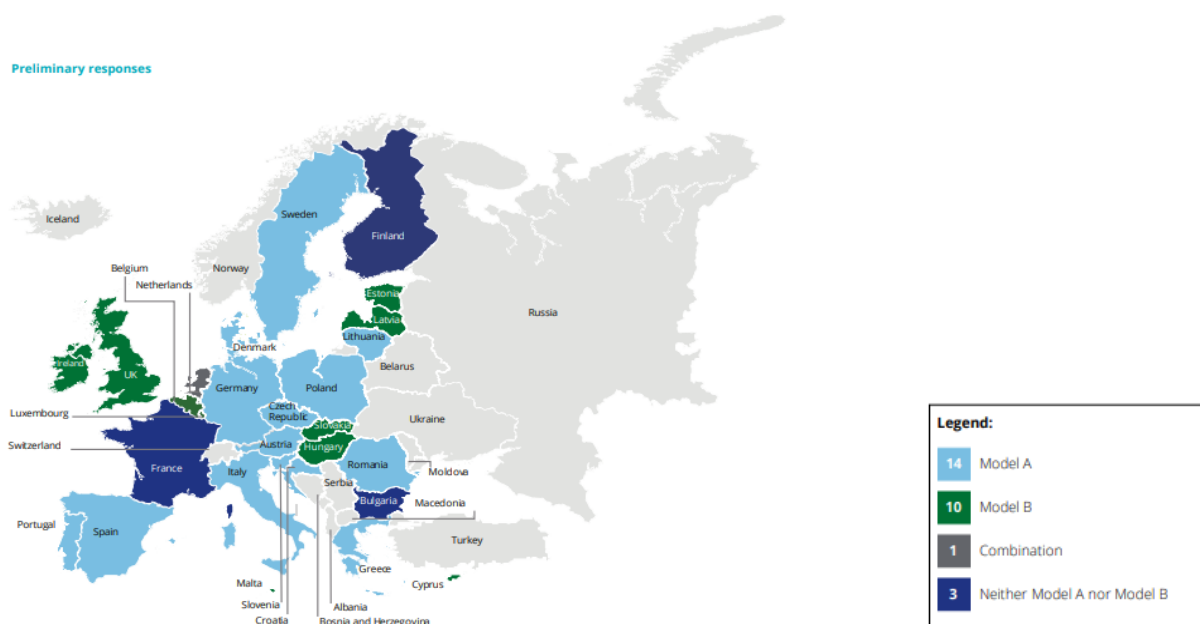 Preliminary responses
Iceland
Sweden
Finland
Norway
Belgium
Netherlands
Estonia
Russia
Latvia
Lithuania
Denmark
Ireland
UK
Belarus
Germany
Poland
Luxembourg
Czech
Republic
Ukraine
Slovakia
Switzerland
Austria
Hungary
France
Italy
Romania
Moldova
Serbia
Bulgaria
Macedonia
Portugal
Spain
Turkey
Greece
Malta
Cyprus
Slovenia
Albania
Croatia
Bosnia and Herzegovina
Legend:
14 Model A
10 Model B
1 Combination
3 Neither Model A nor Model B